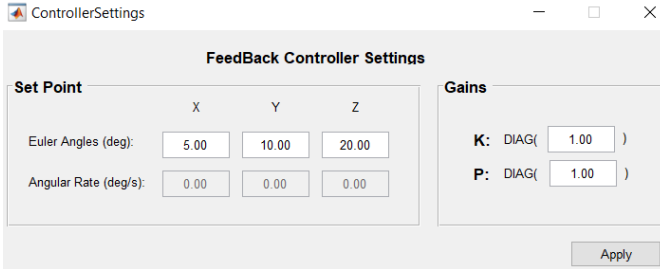 ControllerSettings
FeedBack Controller Settings
Set Point
X Y Z
Euler Angles (deg): 5.00 10.00 20.00
Angular Rate (deg/s): 0.00 0.00 0.00
Gains
K: DIAG( 1.00 )
P: DIAG( 1.00 )
Apply